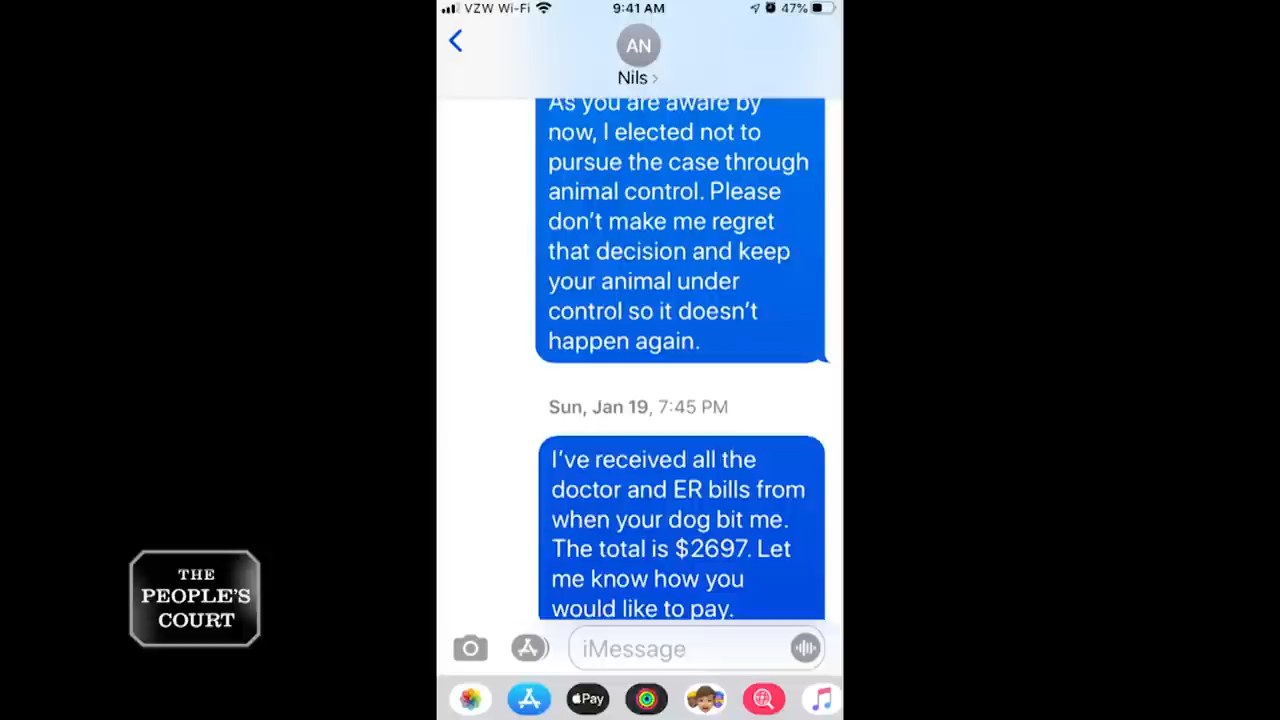 VZW Wi-Fi 9:41 AM 47%
AN
Nils
As you are aware by
now, I elected not to
pursue the case through
animal control. Please
don’t make me regret
that decision and keep
your animal under
control so it doesn’t
happen again.
Sun, Jan 19, 7:45 PM
I’ve received all the
doctor and ER bills from
when your dog bit me.
The total is $2697. Let
me know how you
would like to pay.
iMessage
Pay
THE
PEOPLE'S
COURT